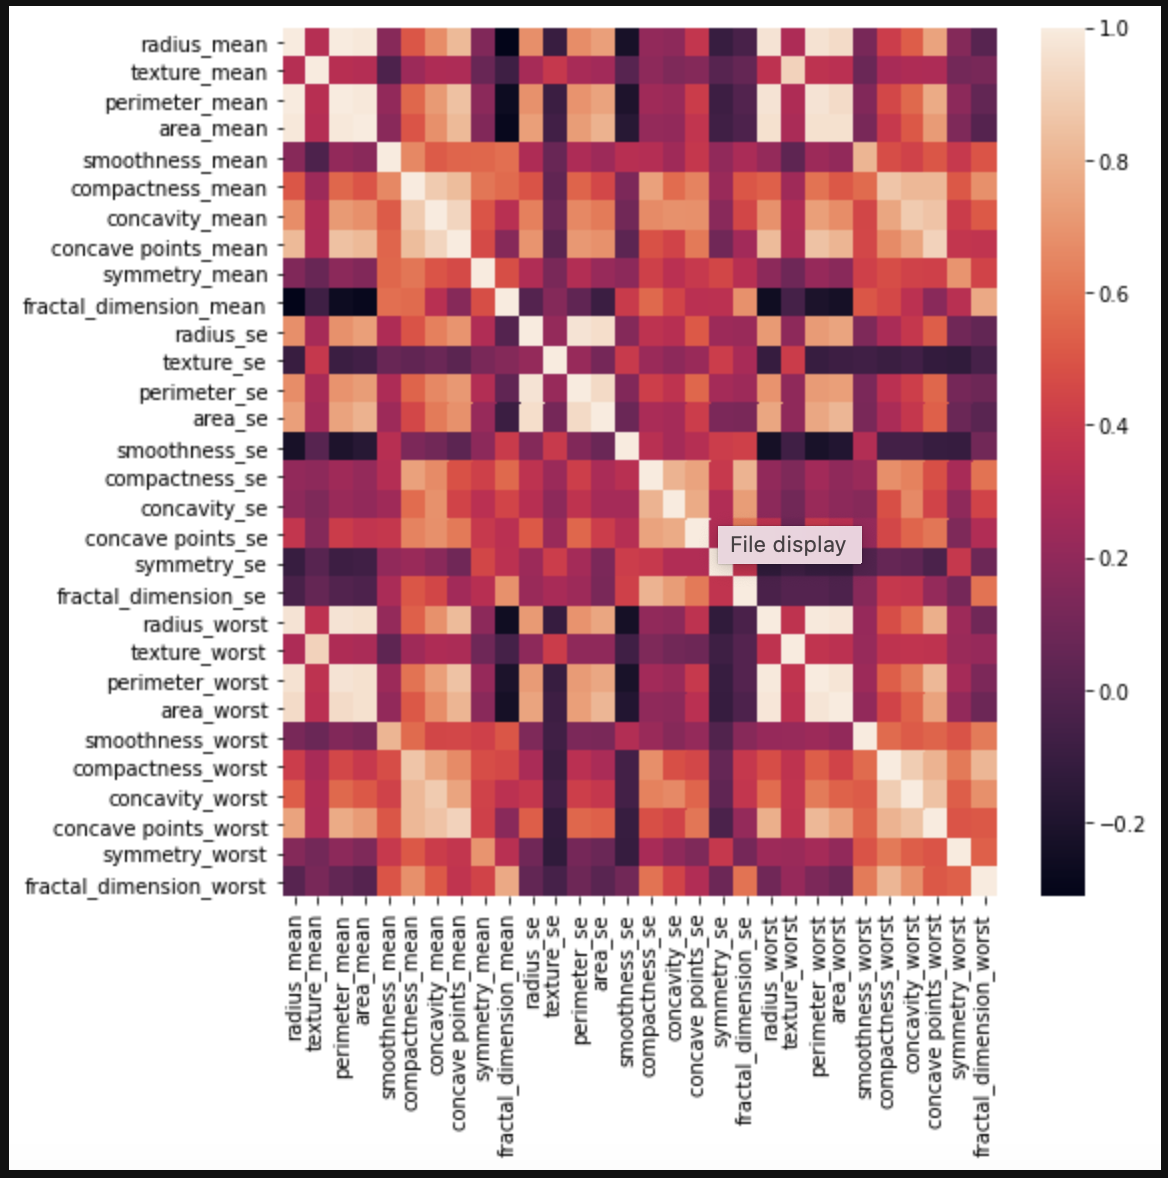 radius_mean
texture_mean
perimeter_mean
area_mean
smoothness_mean
compactness_mean
concavity_mean
concave points_mean
symmetry_mean
fractal_dimension_mean
radius_se
texture_se
perimeter_se
area_se
smoothness_se
compactness_se
concavity_se
concave points_se
symmetry_se
fractal_dimension_se
radius_worst
texture_worst
perimeter_worst
area_worst
smoothness_worst
compactness_worst
concavity_worst
concave points_worst
symmetry_worst
fractal_dimension_worst
File display
1.0
0.8
0.6
0.4
0.2
0.0
−0.2
radius_mean
texture_mean
perimeter_mean
area_mean
smoothness_mean
compactness_mean
concavity_mean
concave points_mean
symmetry_mean
fractal_dimension_mean
radius_se
texture_se
perimeter_se
area_se
smoothness_se
compactness_se
concavity_se
concave points_se
symmetry_se
fractal_dimension_se
radius_worst
texture_worst
perimeter_worst
area_worst
smoothness_worst
compactness_worst
concavity_worst
concave points_worst
symmetry_worst
fractal_dimension_worst